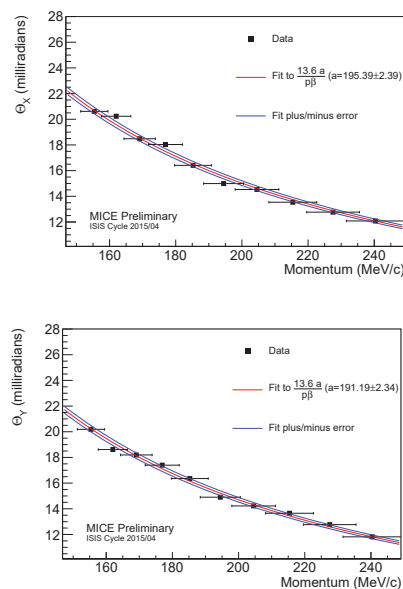 28
26
24
22
20
18
16
14
12
Θ_X (milliradians)
Data
Fit to 13.6 a / pβ (a=195.39±2.39)
Fit plus/minus error
MICE Preliminary
ISIS Cycle 2015/04
160 180 200 220 240
Momentum (MeV/c)
28
26
24
22
20
18
16
14
12
Θ_Y (milliradians)
Data
Fit to 13.6 a / pβ (a=191.19±2.34)
Fit plus/minus error
MICE Preliminary
ISIS Cycle 2015/04
160 180 200 220 240
Momentum (MeV/c)